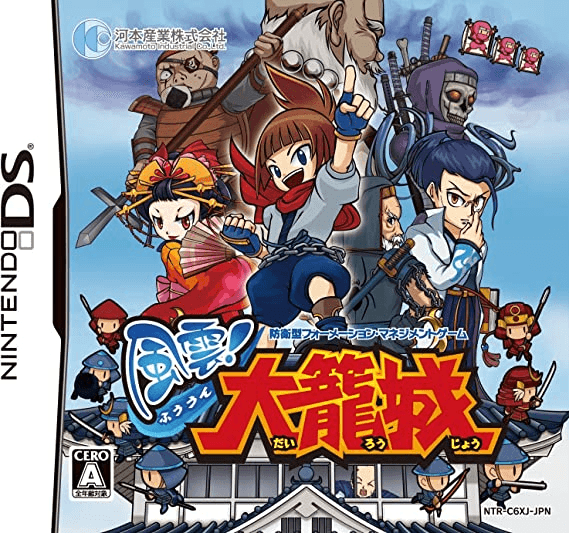 河本産業株式会社
Kawamoto Industrial Co.,Ltd.
NINTENDO DS®
防衛型フォーメーション・マネジメントゲーム
風雲!
ふううん
大籠城
だい ろう じょう
CERO
A
全年齢対象
NTR-C6XJ-JPN